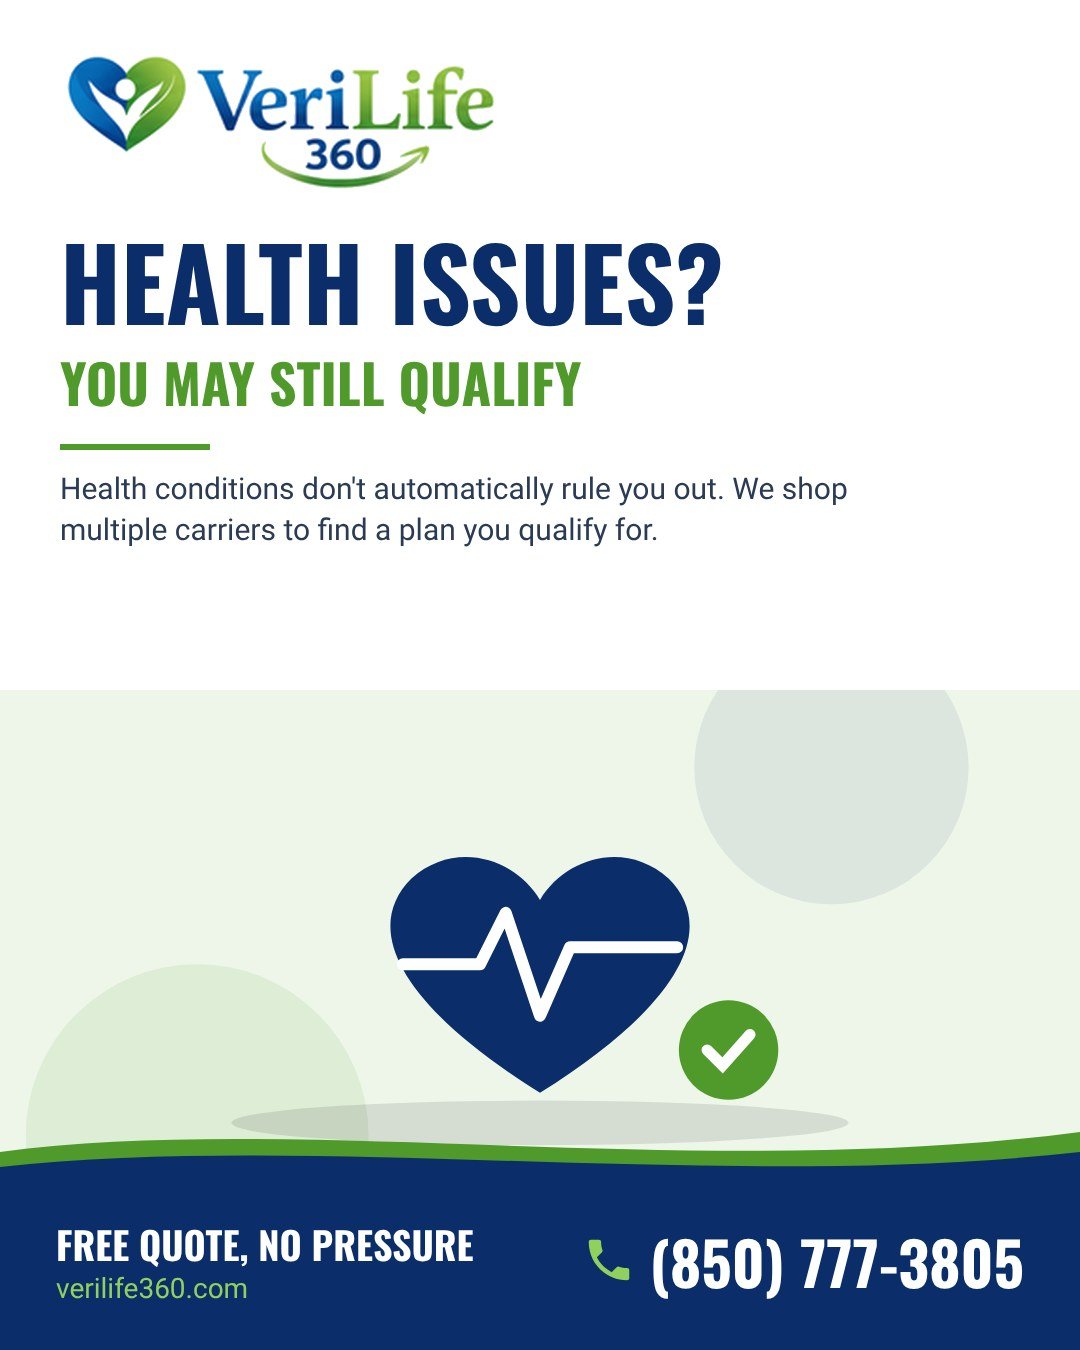 VeriLife
360
HEALTH ISSUES?
YOU MAY STILL QUALIFY
Health conditions don't automatically rule you out. We shop
multiple carriers to find a plan you qualify for.
FREE QUOTE, NO PRESSURE
verilife360.com
(850) 777-3805